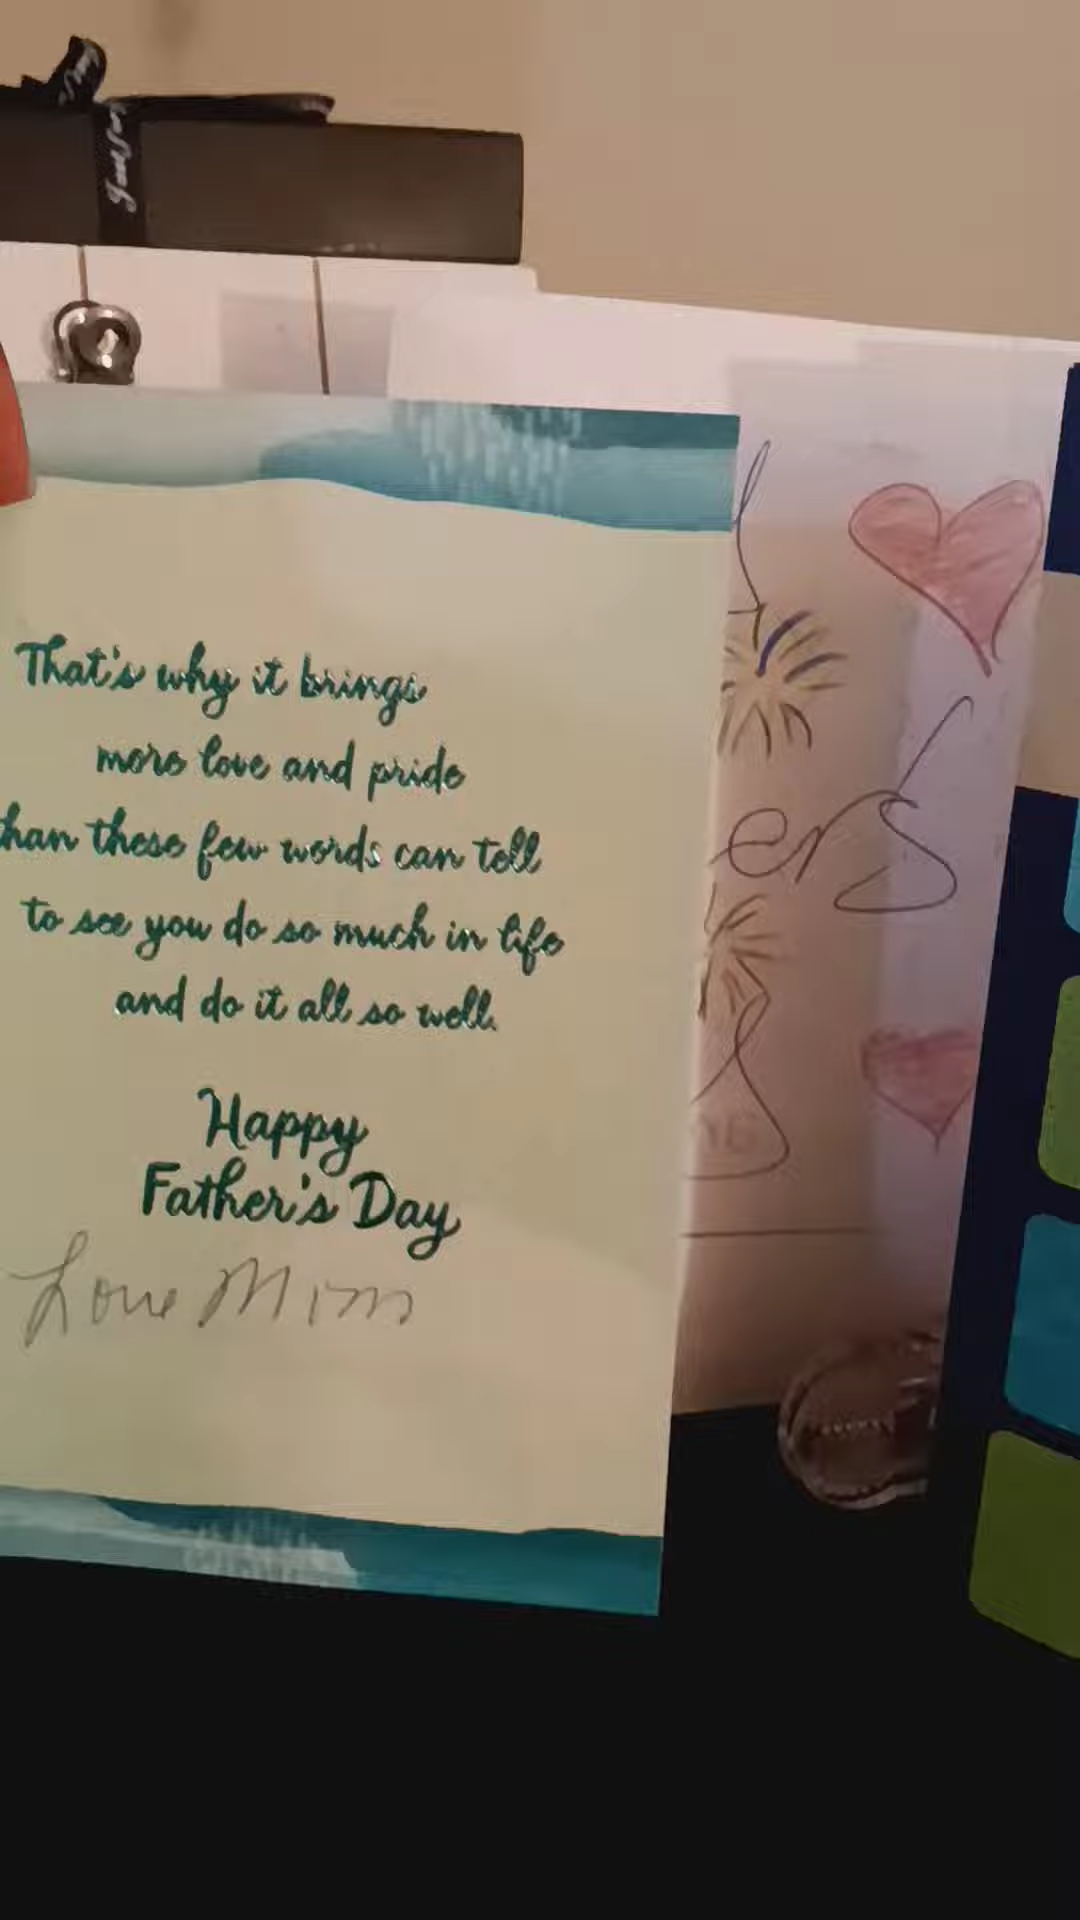 That's why it brings
more love and pride
than these few words can tell
to see you do so much in life
and do it all so well.
Happy
Father's Day
Love Mom
ers